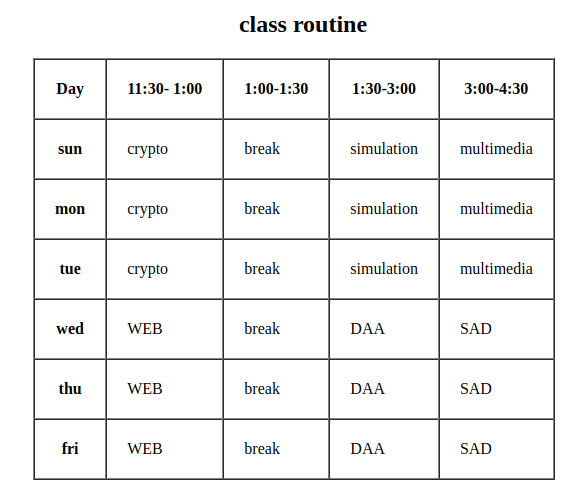 class routine
Day 11:30- 1:00 1:00-1:30 1:30-3:00 3:00-4:30
sun crypto break simulation multimedia
mon crypto break simulation multimedia
tue crypto break simulation multimedia
wed WEB break DAA SAD
thu WEB break DAA SAD
fri WEB break DAA SAD